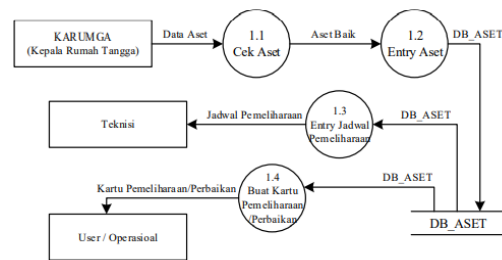 KARUMGA
(Kepala Rumah Tangga)
Data Aset
1.1
Cek Aset
Aset Baik
1.2
Entry Aset
DB_ASET
Teknisi
Jadwal Pemeliharaan
1.3
Entry Jadwal
Pemeliharaan
DB_ASET
Kartu Pemeliharaan/Perbaikan
1.4
Buat Kartu
Pemeliharaan
/Perbaikan
DB_ASET
User / Operasioal
DB_ASET